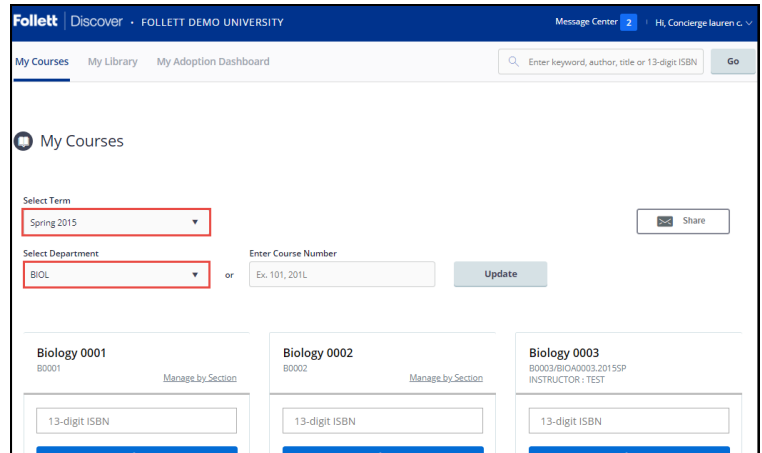 Follett | Discover • FOLLETT DEMO UNIVERSITY Message Center 2 Hi, Concierge lauren c.
My Courses My Library My Adoption Dashboard Enter keyword, author, title or 13-digit ISBN Go
My Courses
Select Term
Spring 2015 Share
Select Department Enter Course Number
BIOL or Ex. 101, 201L Update
Biology 0001 Biology 0002 Biology 0003
B0001 B0002 B0003/BIOA0003.2015SP
Manage by Section Manage by Section INSTRUCTOR : TEST
13-digit ISBN 13-digit ISBN 13-digit ISBN